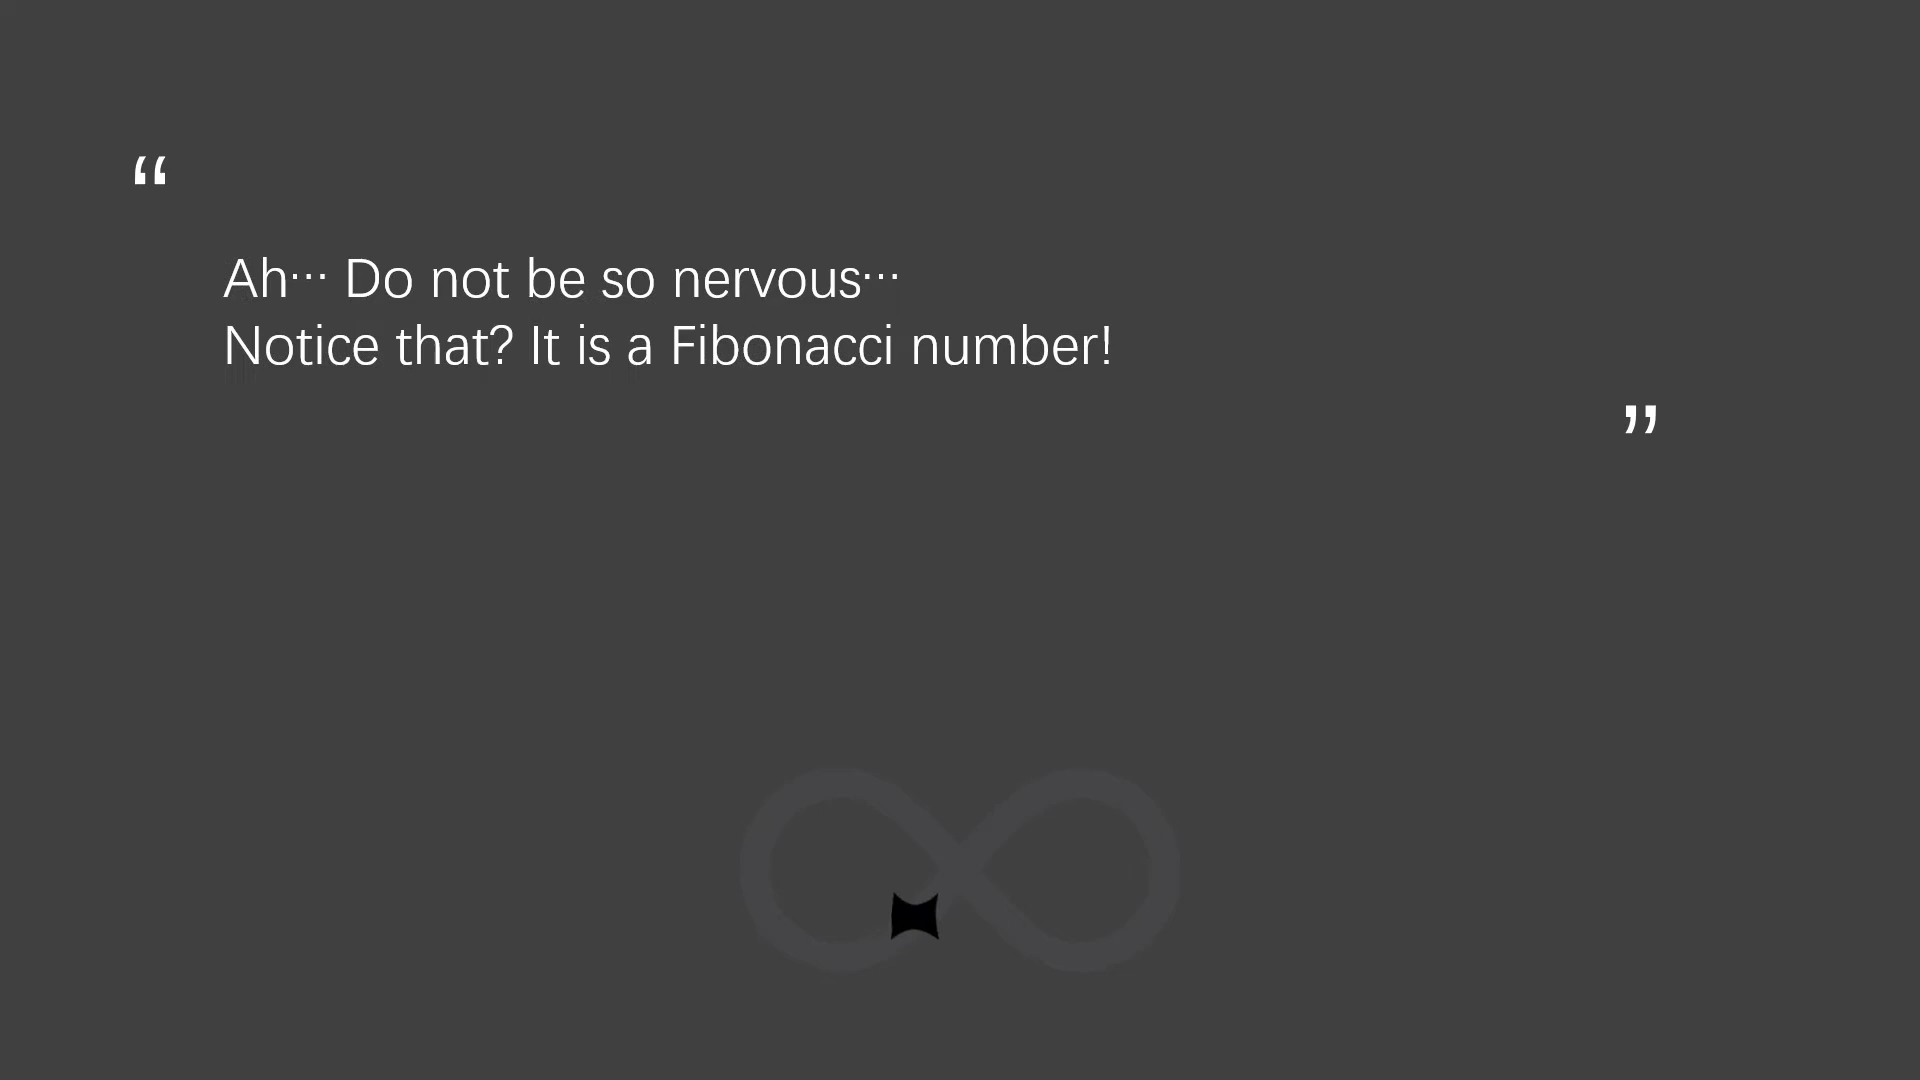 “
Ah··· Do not be so nervous···
Notice that? It is a Fibonacci number!
”